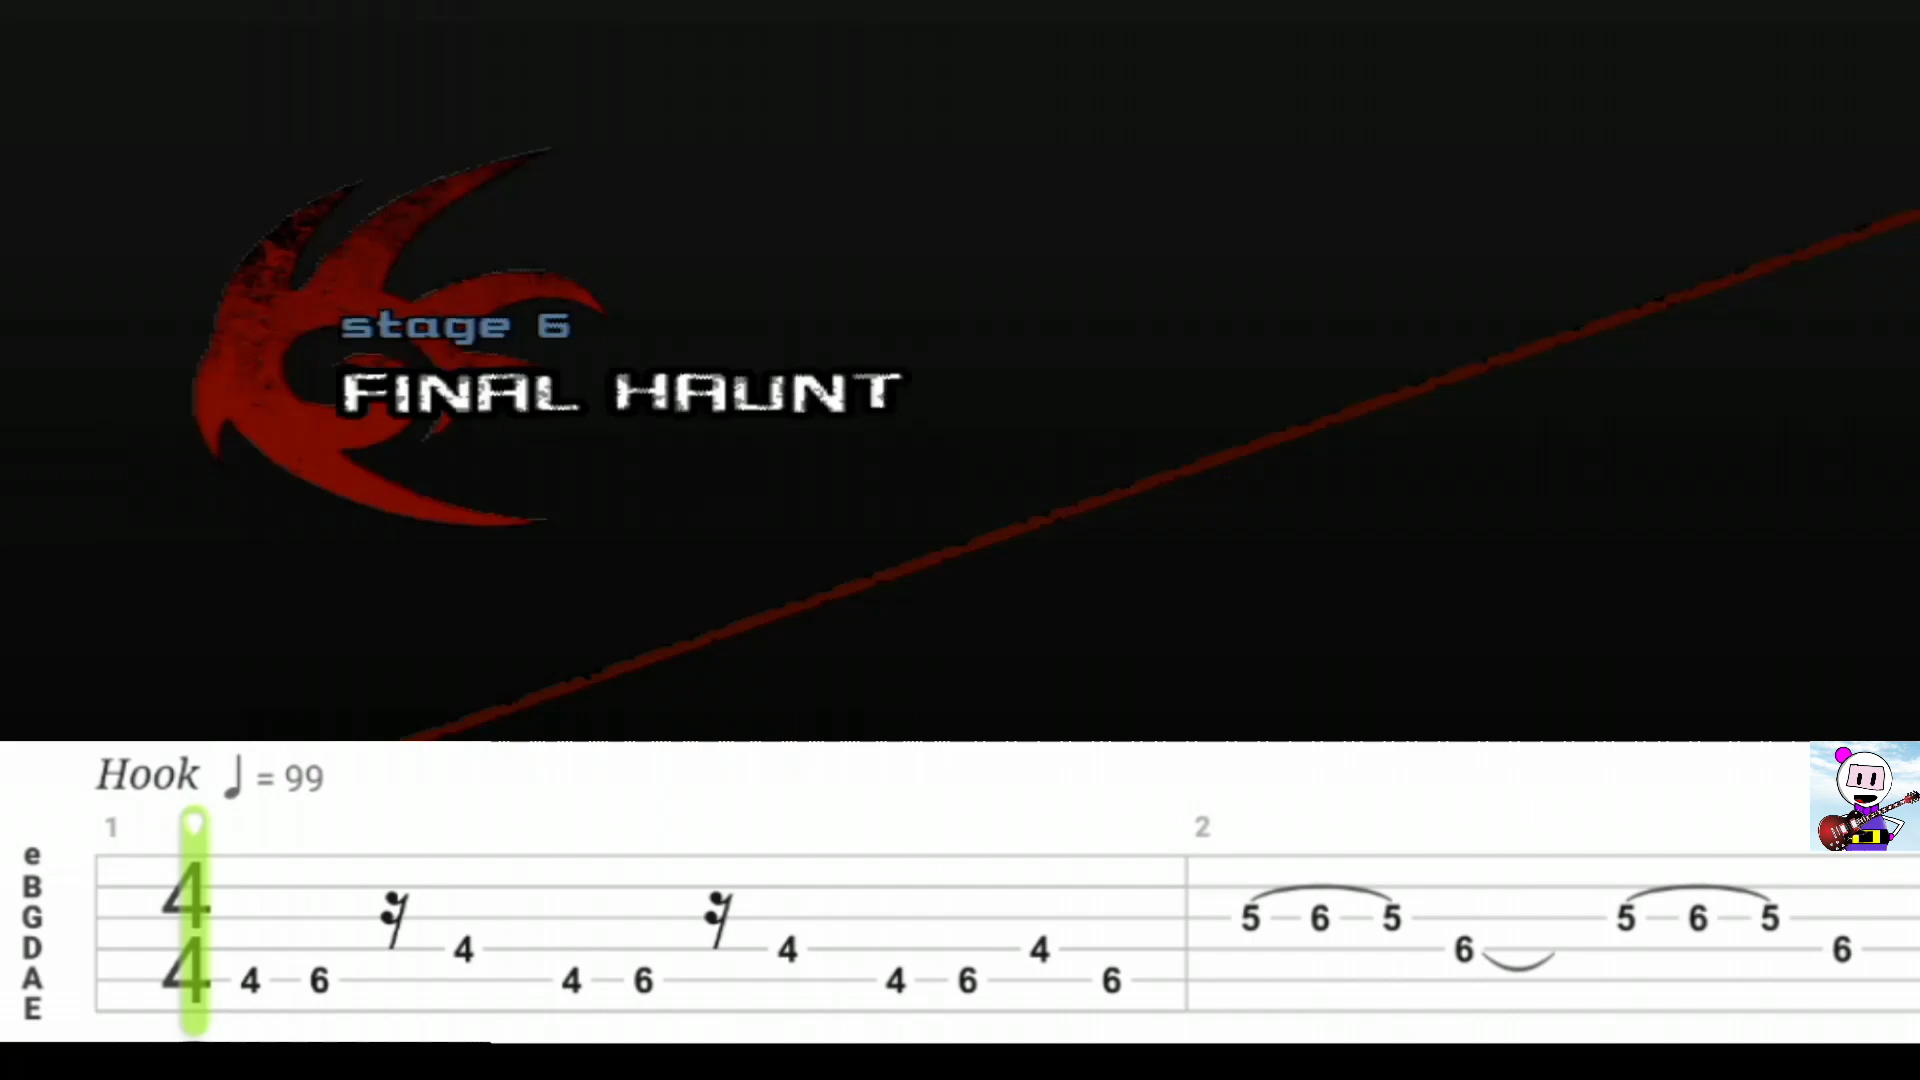 stage 6
FINAL HAUNT
Hook ♩ = 99
1 2
e
B
G 5 6 5 5 6 5
D 4 4 4 6 6
A 4 6 4 6 4 6 6
E
4
4